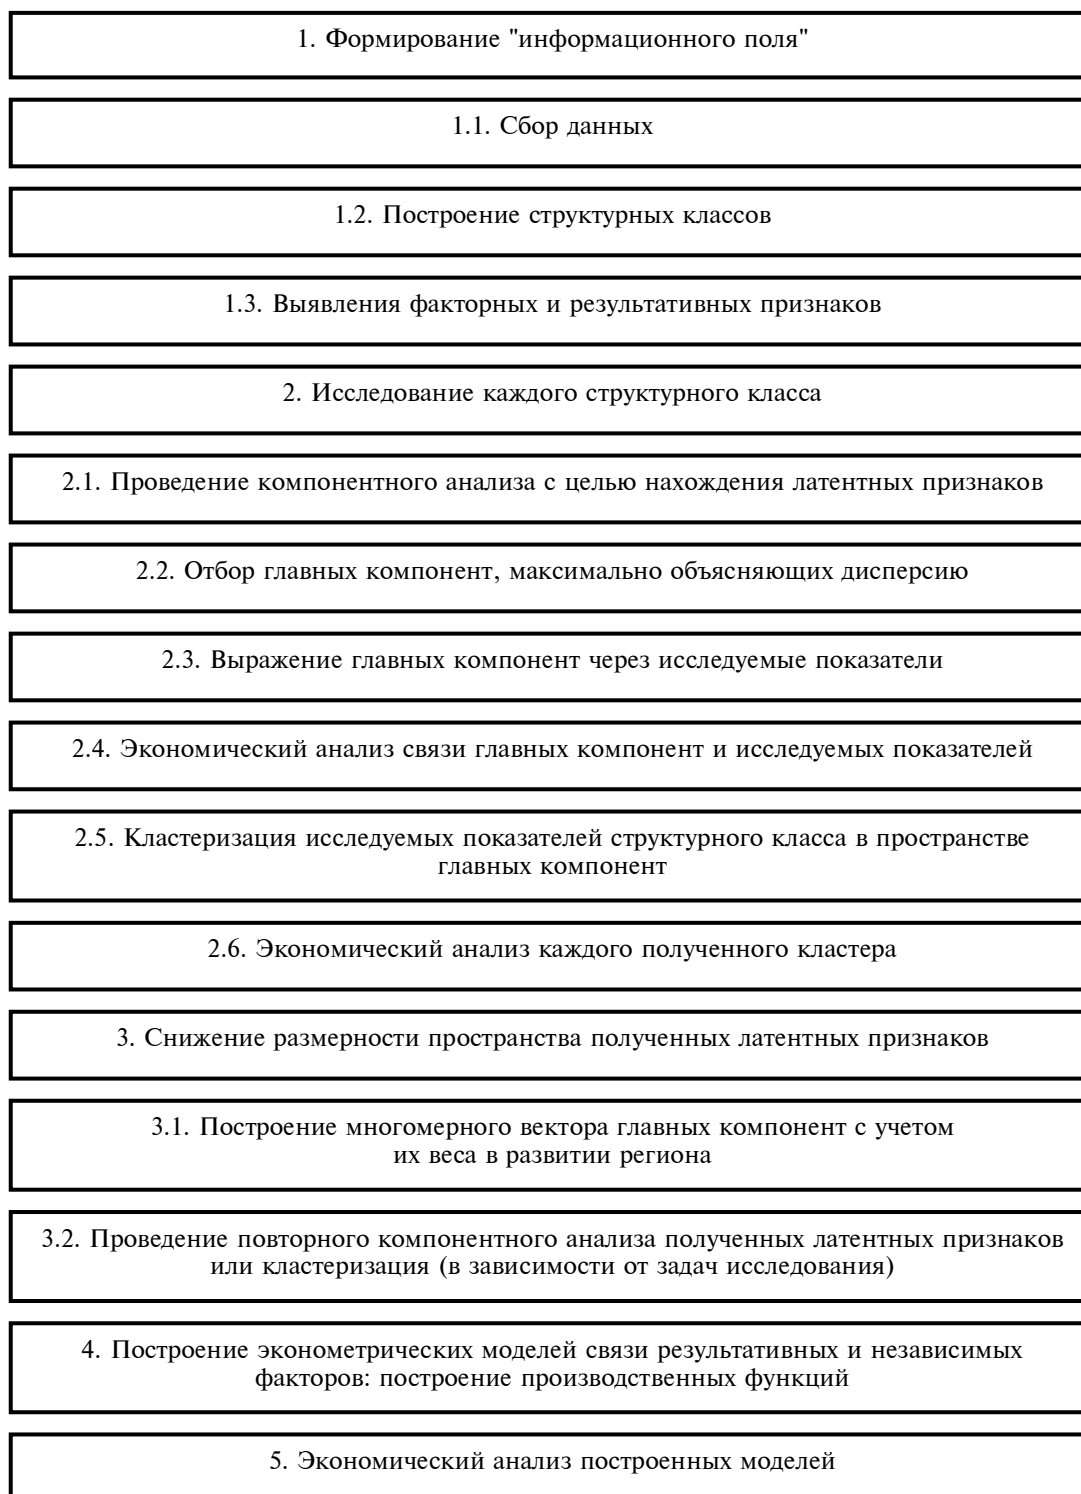 1. Формирование "информационного поля"
1.1. Сбор данных
1.2. Построение структурных классов
1.3. Выявления факторных и результативных признаков
2. Исследование каждого структурного класса
2.1. Проведение компонентного анализа с целью нахождения латентных признаков
2.2. Отбор главных компонент, максимально объясняющих дисперсию
2.3. Выражение главных компонент через исследуемые показатели
2.4. Экономический анализ связи главных компонент и исследуемых показателей
2.5. Кластеризация исследуемых показателей структурного класса в пространстве
главных компонент
2.6. Экономический анализ каждого полученного кластера
3. Снижение размерности пространства полученных латентных признаков
3.1. Построение многомерного вектора главных компонент с учетом
их веса в развитии региона
3.2. Проведение повторного компонентного анализа полученных латентных признаков
или кластеризация (в зависимости от задач исследования)
4. Построение эконометрических моделей связи результативных и независимых
факторов: построение производственных функций
5. Экономический анализ построенных моделей